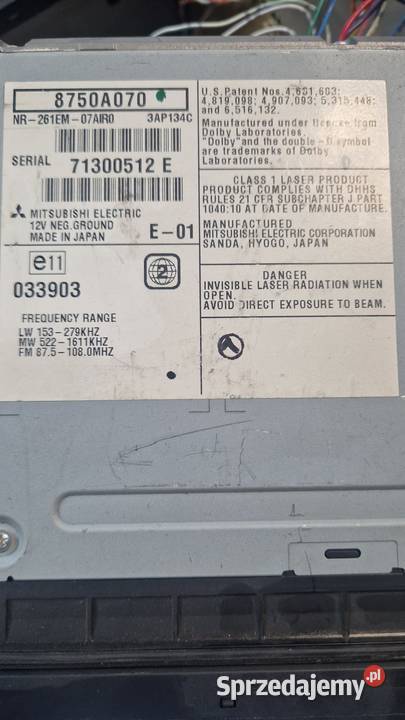 8750A070
NR-261EM-07AIRO 3AP134C
SERIAL 71300512 E
MITSUBISHI ELECTRIC
12V NEG.GROUND
MADE IN JAPAN E-01
e11
2
033903
FREQUENCY RANGE
LW 153-279KHZ
MW 522-1611KHZ
FM 87.5-108.0MHZ
U.S.Patent Nos.4,631,603;
4,819,098;4,907,093;5,315,448;
and 6,516,132.
Manufactured under license from
Dolby Laboratories.
"Dolby"and the double-D symbol
are trademarks of Dolby
Laboratories.
CLASS 1 LASER PRODUCT
PRODUCT COMPLIES WITH DHHS
RULES 21 CFR SUBCHAPTER J PART
1040:10 AT DATE OF MANUFACTURE.
MANUFACTURED
MITSUBISHI ELECTRIC CORPORATION
SANDA, HYOGO, JAPAN
DANGER
INVISIBLE LASER RADIATION WHEN
OPEN.
AVOID DIRECT EXPOSURE TO BEAM.
Sprzedajemy.pl